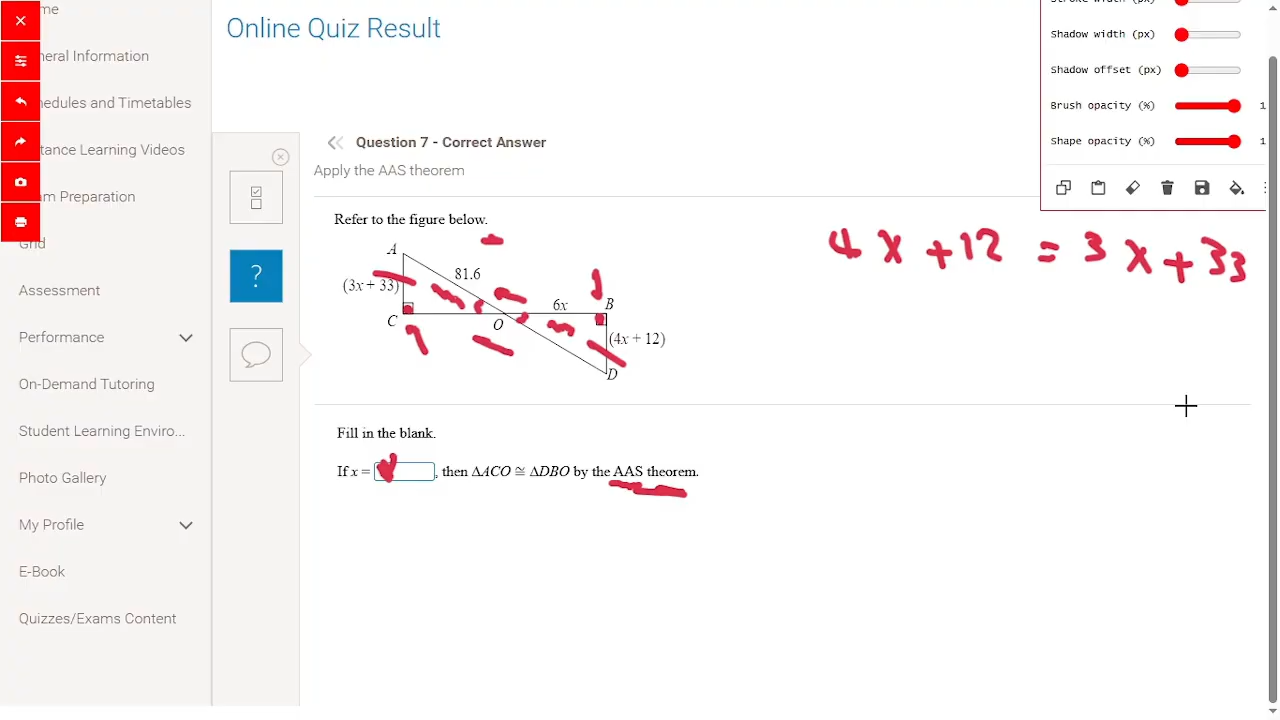 Online Quiz Result
neral Information
hedules and Timetables
tance Learning Videos
m Preparation
Grid
Assessment
Performance
On-Demand Tutoring
Student Learning Enviro...
Photo Gallery
My Profile
E-Book
Quizzes/Exams Content
Shadow width (px)
Shadow offset (px)
Brush opacity (%) 1
Shape opacity (%) 1
Question 7 - Correct Answer
Apply the AAS theorem
Refer to the figure below.
4x + 12 = 3x + 33
A
81.6
(3x + 33)
6x
B
C
O
(4x + 12)
D
?
Fill in the blank.
If x = , then ΔACO ≅ ΔDBO by the AAS theorem.